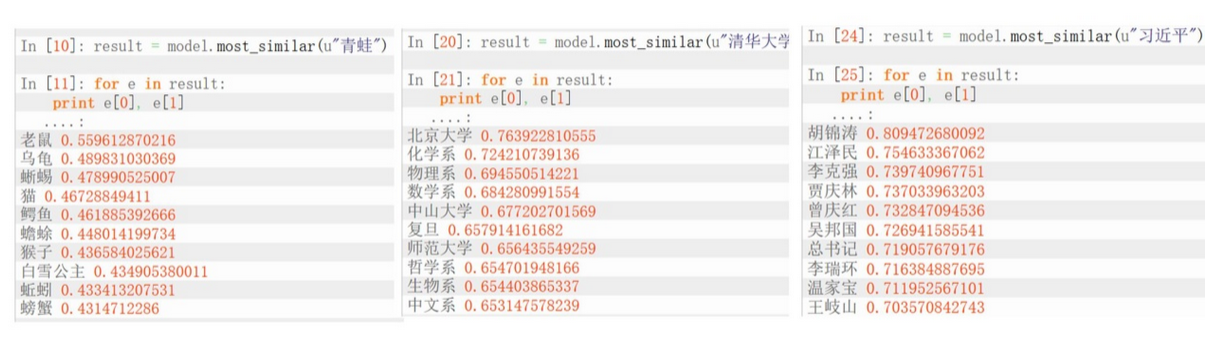 In [10]: result = model.most_similar(u"青蛙")
In [11]: for e in result:
print e[0], e[1]
....:
老鼠 0.559612870216
乌龟 0.489831030369
蜥蜴 0.478990525007
猫 0.46728849411
鳄鱼 0.461885392666
蟾蜍 0.448014199734
猴子 0.436584025621
白雪公主 0.434905380011
蚯蚓 0.433413207531
螃蟹 0.4314712286
In [20]: result = model.most_similar(u"清华大学
In [21]: for e in result:
print e[0], e[1]
....:
北京大学 0.763922810555
化学系 0.724210739136
物理系 0.694550514221
数学系 0.684280991554
中山大学 0.677202701569
复旦 0.657914161682
师范大学 0.656435549259
哲学系 0.654701948166
生物系 0.654403865337
中文系 0.653147578239
In [24]: result = model.most_similar(u"习近平")
In [25]: for e in result:
print e[0], e[1]
....:
胡锦涛 0.809472680092
江泽民 0.754633367062
李克强 0.739740967751
贾庆林 0.737033963203
曾庆红 0.732847094536
吴邦国 0.726941585541
总书记 0.719057679176
李瑞环 0.716384887695
温家宝 0.711952567101
王岐山 0.703570842743